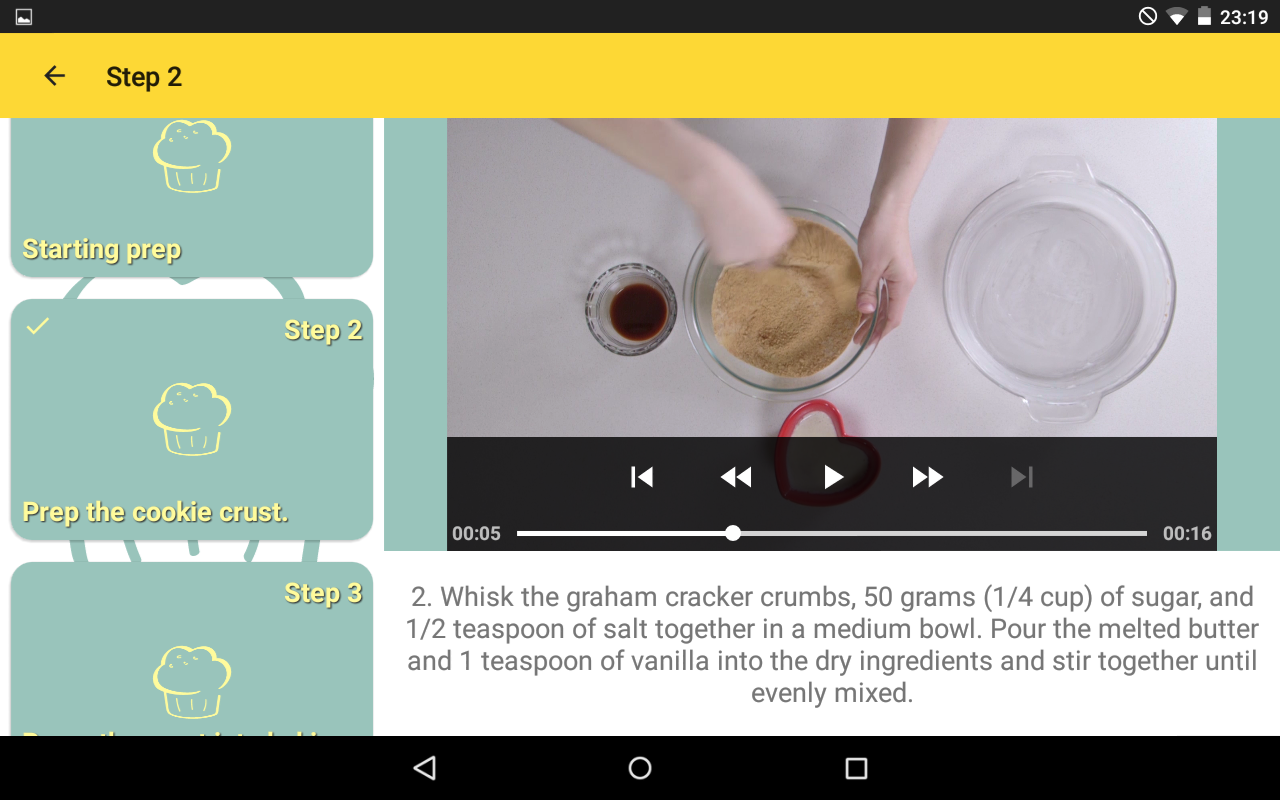 23:19
Step 2
Starting prep
Step 2
Prep the cookie crust.
Step 3
00:05
00:16
2. Whisk the graham cracker crumbs, 50 grams (1/4 cup) of sugar, and
1/2 teaspoon of salt together in a medium bowl. Pour the melted butter
and 1 teaspoon of vanilla into the dry ingredients and stir together until
evenly mixed.